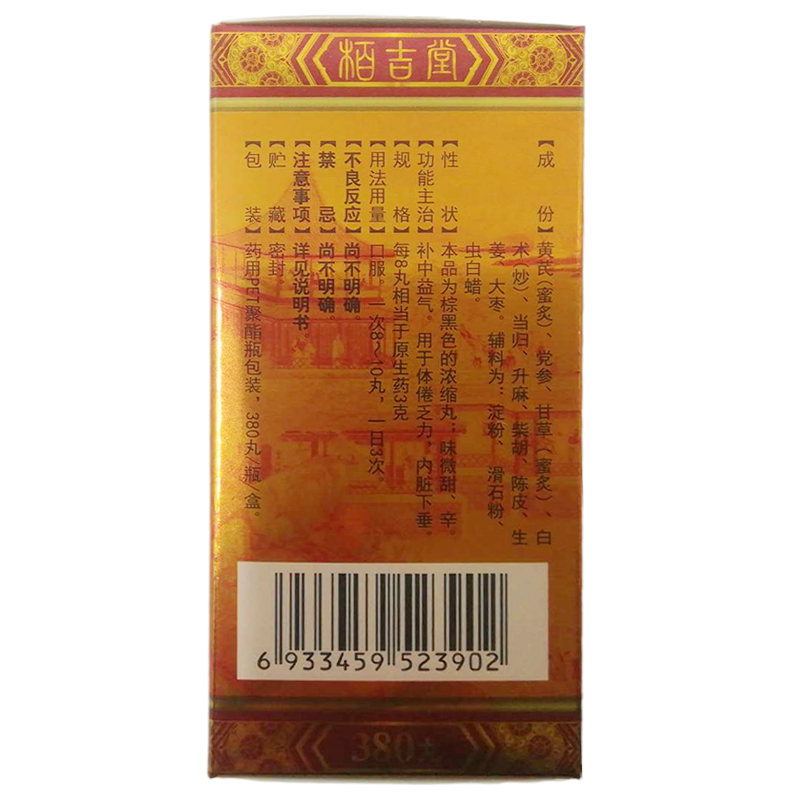 栢吉堂
【成份】黄芪(蜜炙)、党参、甘草(蜜炙)、白
术(炒)、当归、升麻、柴胡、陈皮、生
姜、大枣。辅料为:淀粉、滑石粉、
虫白蜡。
【性状】本品为棕黑色的浓缩丸;味微甜、辛。
【功能主治】补中益气。用于体倦乏力,内脏下垂。
【规格】每8丸相当于原生药3克
【用法用量】口服。一次8~10丸,一日3次。
【不良反应】尚不明确。
【禁忌】尚不明确。
【注意事项】详见说明书
【贮藏】密封
【包装】药用PET聚酯瓶包装,380丸/瓶/盒。
6 933459 523902
380丸